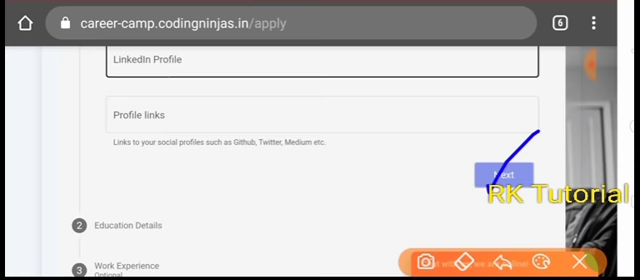 career-camp.codingninjas.in/apply
6
LinkedIn Profile
Profile links
Links to your social profiles such as Github, Twitter, Medium etc.
Next
RK Tutorial
2 Education Details
3 Work Experience
Optional